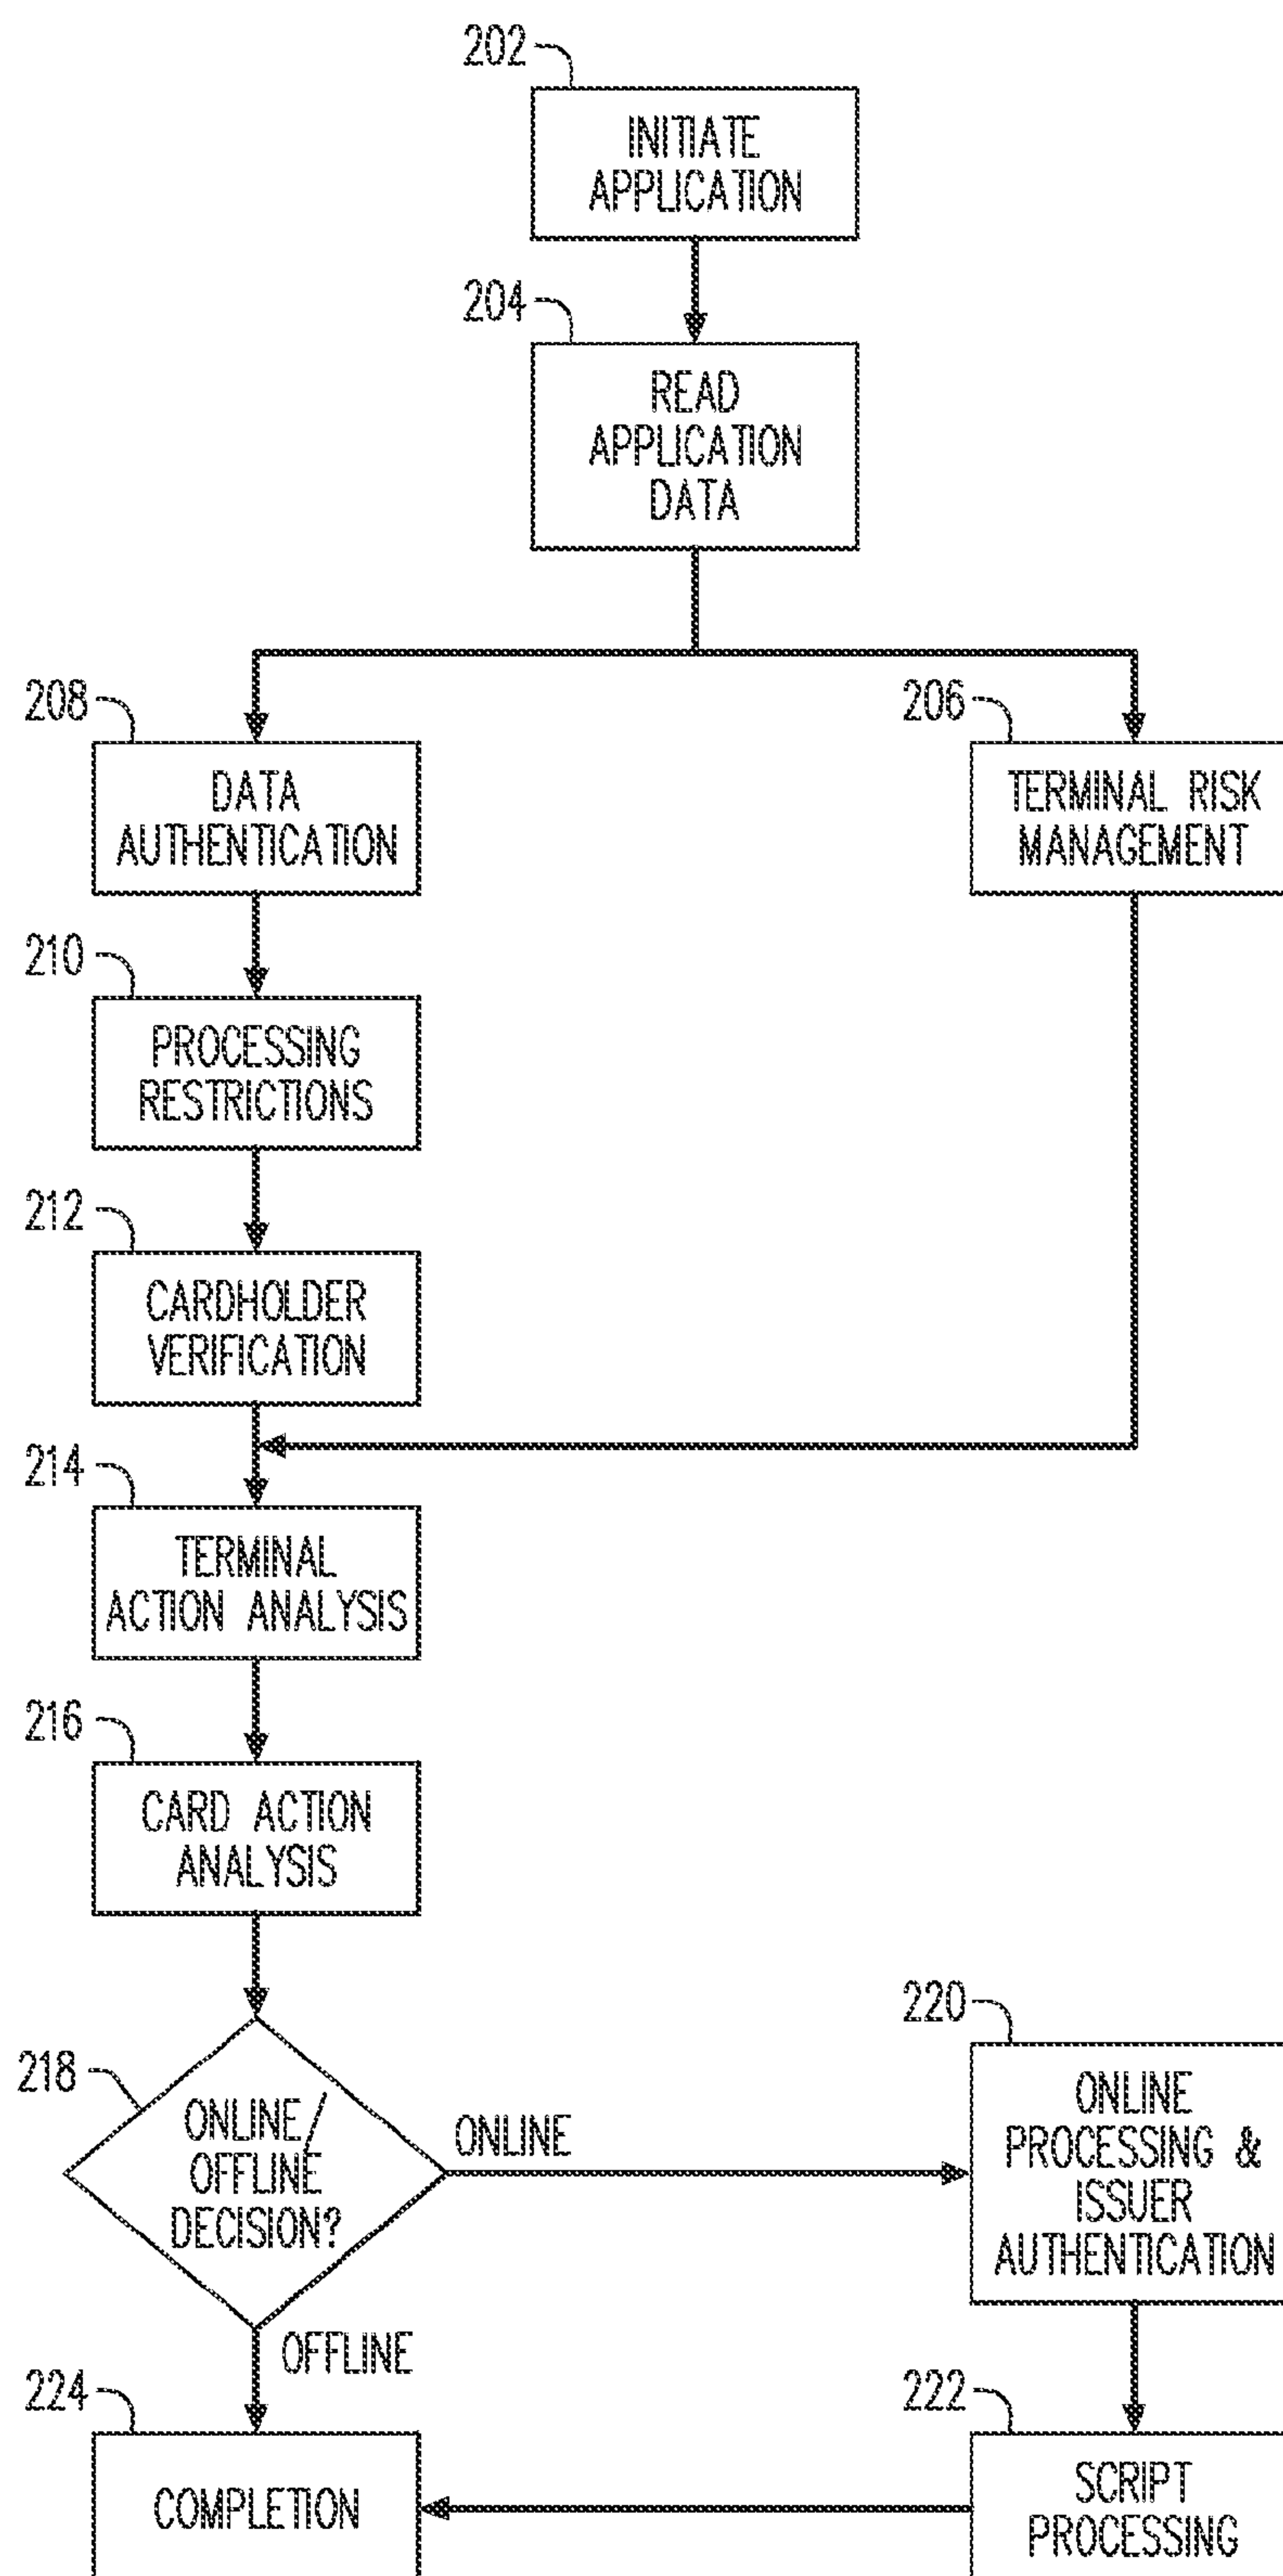 202
INITIATE
APPLICATION
204
READ
APPLICATION
DATA
208
DATA
AUTHENTICATION
206
TERMINAL RISK
MANAGEMENT
210
PROCESSING
RESTRICTIONS
212
CARDHOLDER
VERIFICATION
214
TERMINAL
ACTION ANALYSIS
216
CARD ACTION
ANALYSIS
218
ONLINE/
OFFLINE
DECISION?
ONLINE
220
ONLINE
PROCESSING &
ISSUER
AUTHENTICATION
OFFLINE
224
COMPLETION
222
SCRIPT
PROCESSING